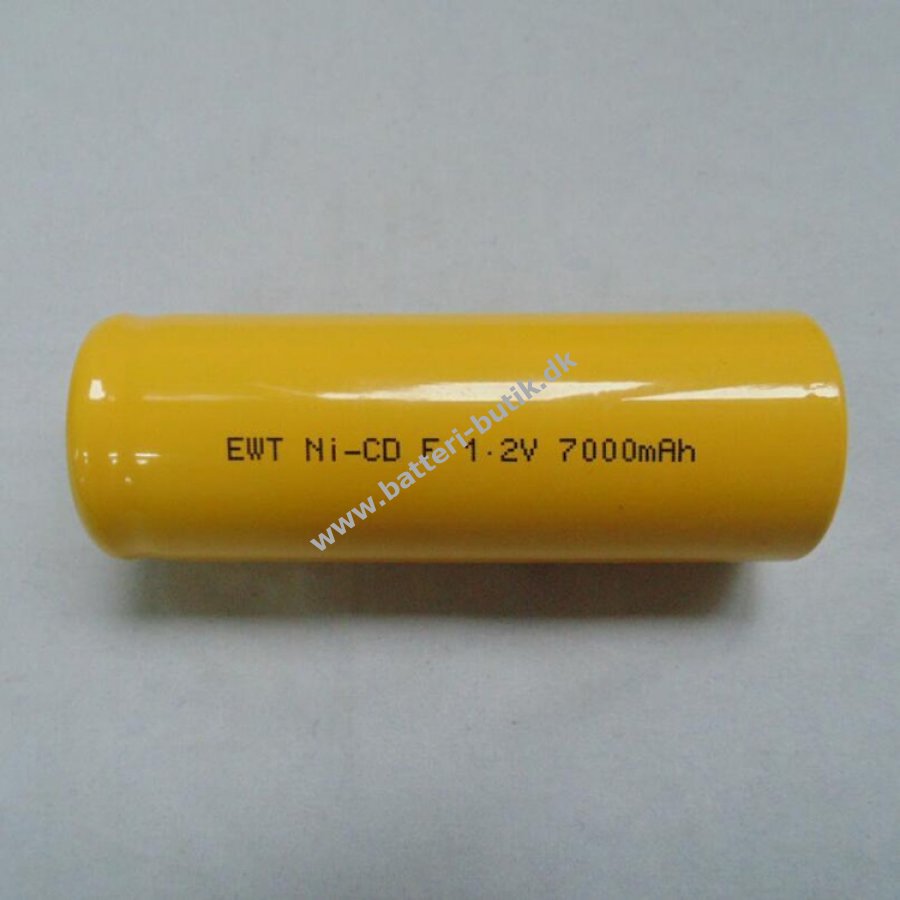 EWT Ni-CD F 1.2V 7000mAh
www.batteri-butik.dk